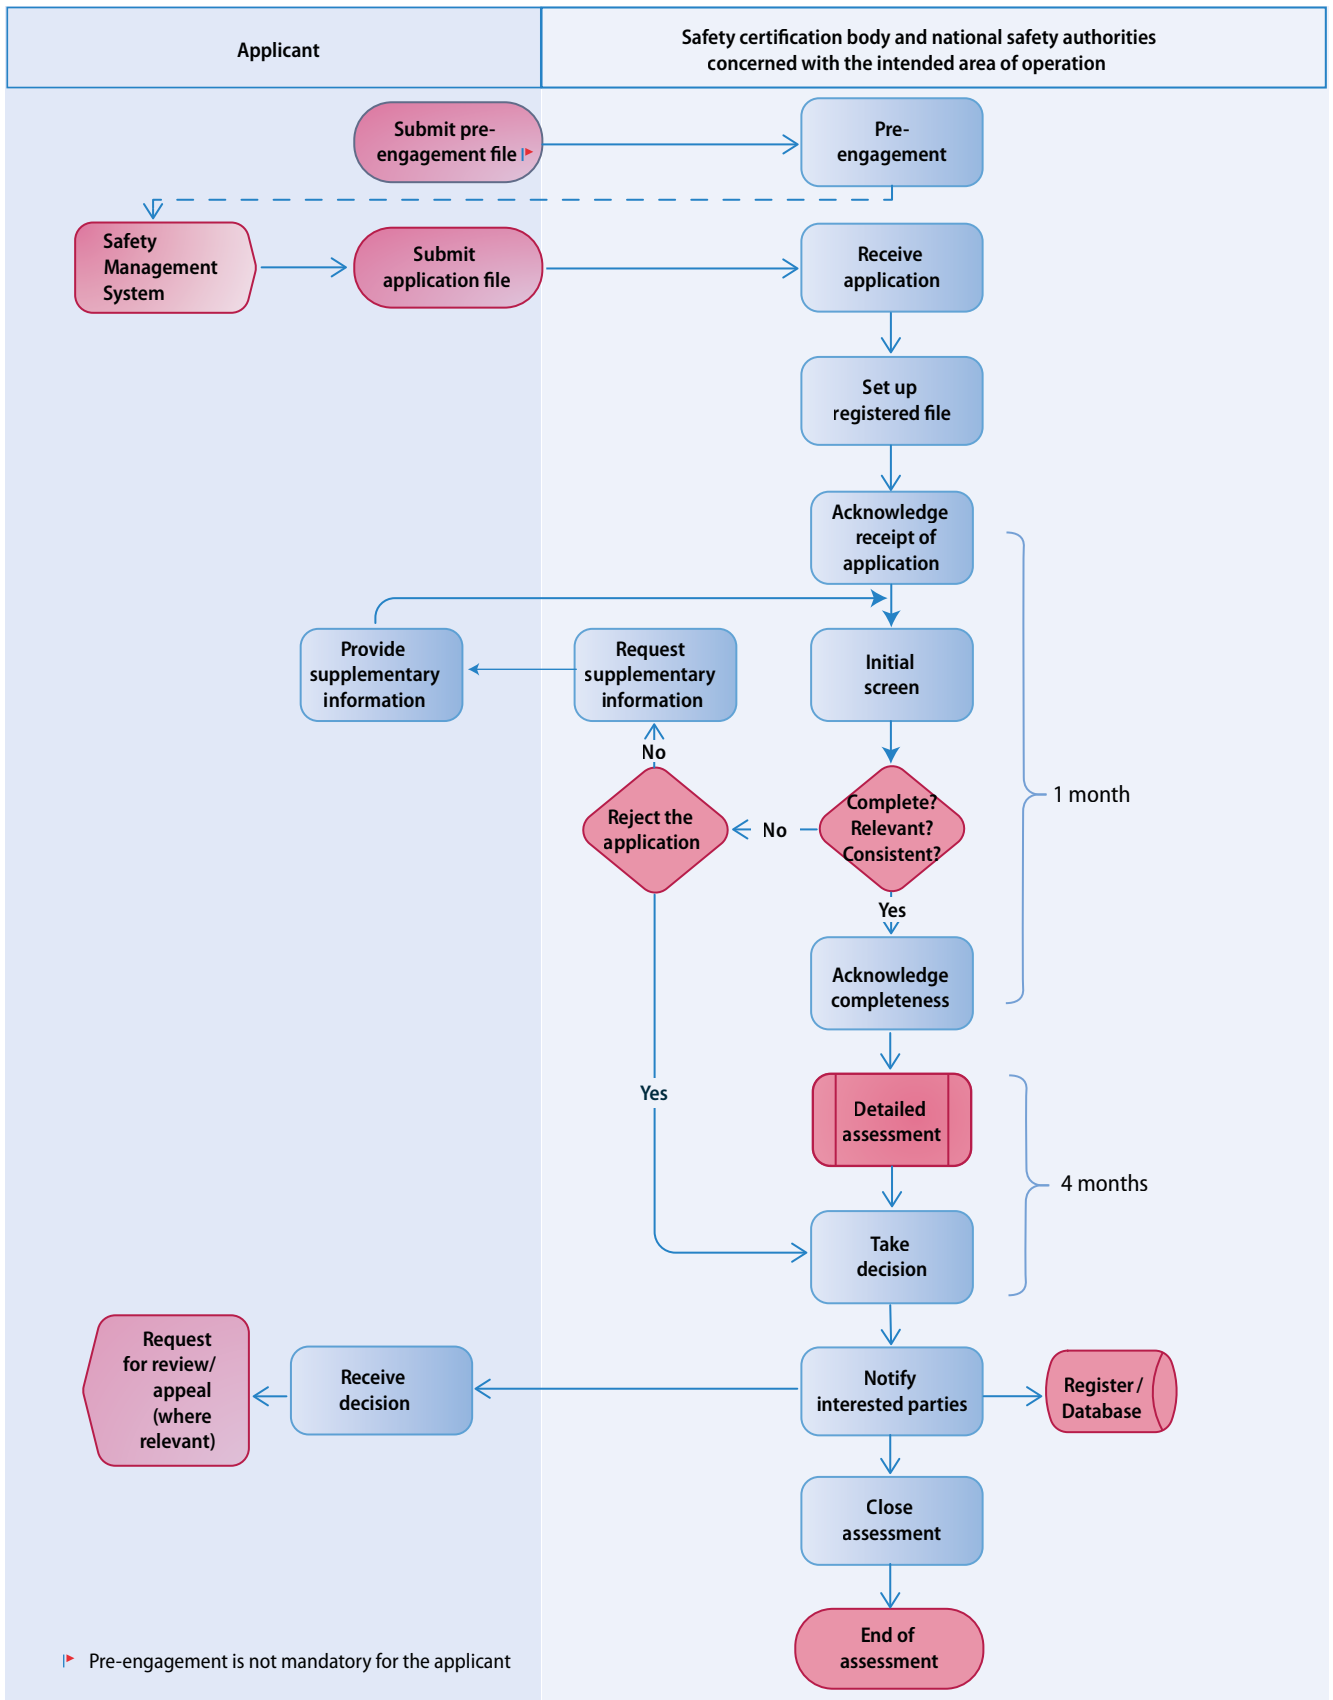 Applicant
Safety certification body and national safety authorities
concerned with the intended area of operation
Submit pre-
engagement file
Pre-
engagement
Safety
Management
System
Submit
application file
Receive
application
Set up
registered file
Acknowledge
receipt of
application
Provide
supplementary
information
Request
supplementary
information
Initial
screen
No
Reject the
application
No
Complete?
Relevant?
Consistent?
1 month
Yes
Acknowledge
completeness
Yes
Detailed
assessment
4 months
Take
decision
Request
for review/
appeal
(where
relevant)
Receive
decision
Notify
interested parties
Register/
Database
Close
assessment
End of
assessment
Pre-engagement is not mandatory for the applicant